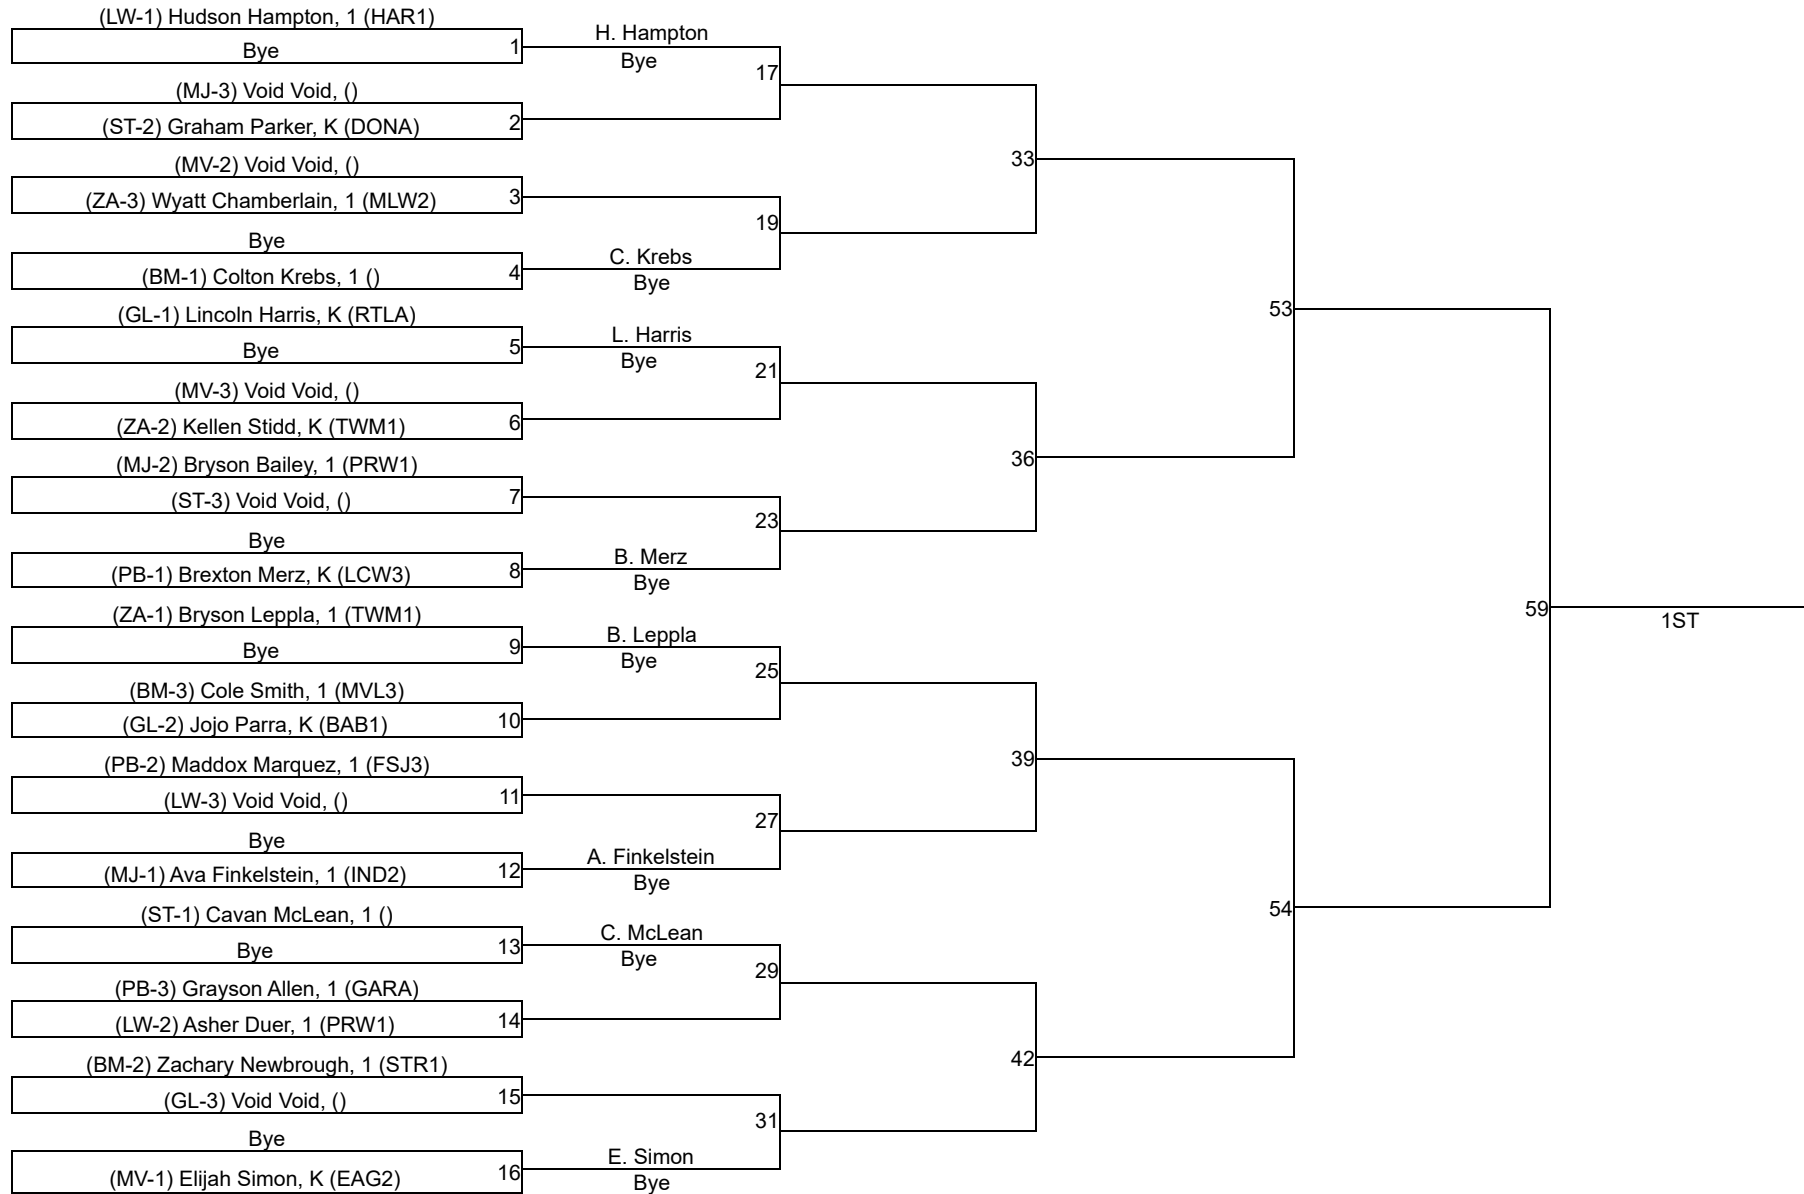 (LW-1) Hudson Hampton, 1 (HAR1)
Bye
1
(MJ-3) Void Void, ()
(ST-2) Graham Parker, K (DONA)
2
(MV-2) Void Void, ()
(ZA-3) Wyatt Chamberlain, 1 (MLW2)
3
Bye
(BM-1) Colton Krebs, 1 ()
4
(GL-1) Lincoln Harris, K (RTLA)
Bye
5
(MV-3) Void Void, ()
(ZA-2) Kellen Stidd, K (TWM1)
6
(MJ-2) Bryson Bailey, 1 (PRW1)
(ST-3) Void Void, ()
7
Bye
(PB-1) Brexton Merz, K (LCW3)
8
(ZA-1) Bryson Leppla, 1 (TWM1)
Bye
9
(BM-3) Cole Smith, 1 (MVL3)
(GL-2) Jojo Parra, K (BAB1)
10
(PB-2) Maddox Marquez, 1 (FSJ3)
(LW-3) Void Void, ()
11
Bye
(MJ-1) Ava Finkelstein, 1 (IND2)
12
(ST-1) Cavan McLean, 1 ()
Bye
13
(PB-3) Grayson Allen, 1 (GARA)
(LW-2) Asher Duer, 1 (PRW1)
14
(BM-2) Zachary Newbrough, 1 (STR1)
(GL-3) Void Void, ()
15
Bye
(MV-1) Elijah Simon, K (EAG2)
16
H. Hampton
Bye
17
19
C. Krebs
Bye
L. Harris
Bye
21
23
B. Merz
Bye
B. Leppla
Bye
25
27
A. Finkelstein
Bye
C. McLean
Bye
29
31
E. Simon
Bye
33
36
39
42
53
54
59
1ST